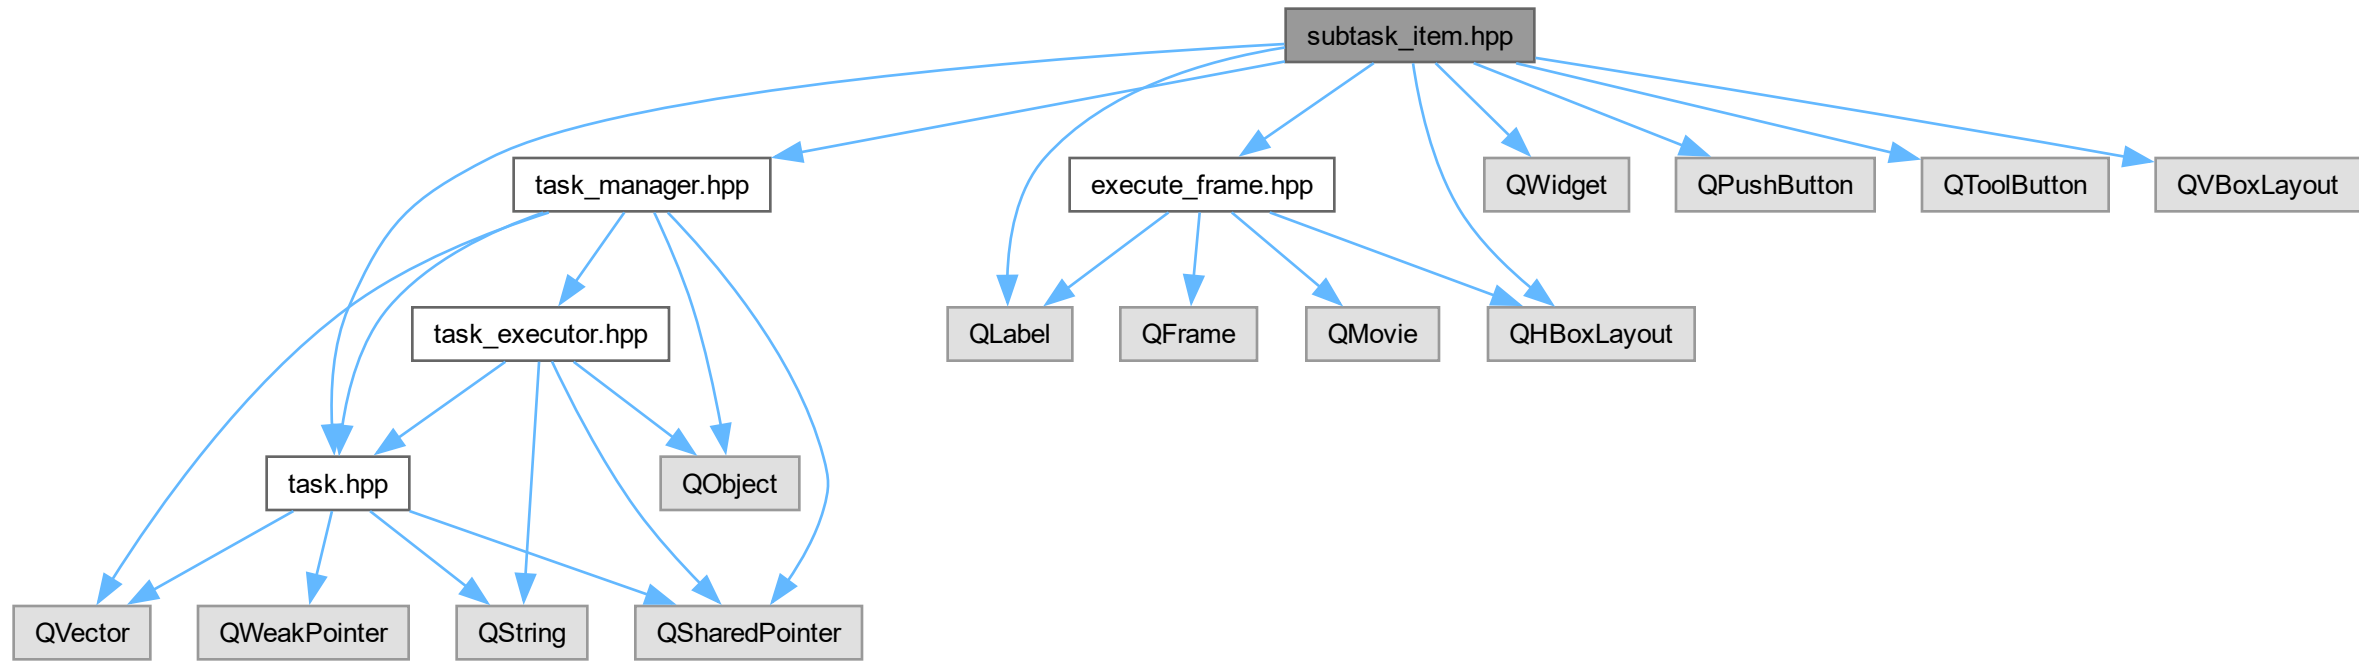 subtask_item.hpp
task_manager.hpp
execute_frame.hpp
QWidget
QPushButton
QToolButton
QVBoxLayout
task_executor.hpp
QLabel
QFrame
QMovie
QHBoxLayout
task.hpp
QObject
QVector
QWeakPointer
QString
QSharedPointer